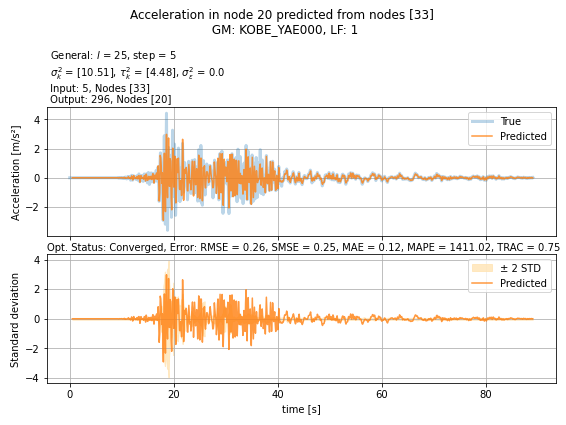 Acceleration in node 20 predicted from nodes [33]
GM: KOBE_YAE000, LF: 1
General: l = 25, step = 5
σ²ₖ = [10.51], τ²ₖ = [4.48], σ²ε = 0.0
Input: 5, Nodes [33]
Output: 296, Nodes [20]
Acceleration [m/s²]
4
2
0
−2
True
Predicted
Opt. Status: Converged, Error: RMSE = 0.26, SMSE = 0.25, MAE = 0.12, MAPE = 1411.02, TRAC = 0.75
Standard deviation
4
2
0
−2
−4
± 2 STD
Predicted
0 20 40 60 80
time [s]